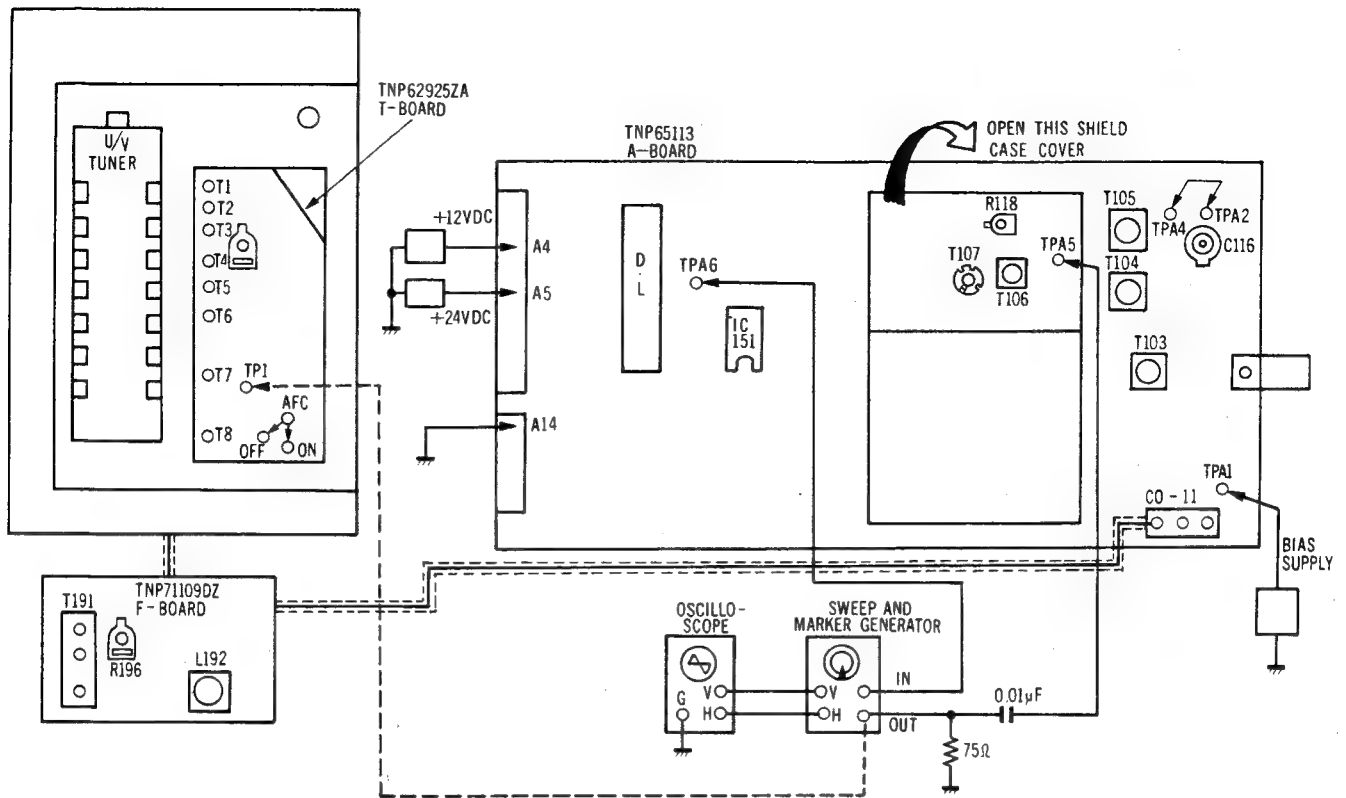 TNP62925ZA
T-BOARD
U/V
TUNER
T1
T2
T3
T4
T5
T6
T7
TP1
AFC
T8
OFF
ON
TNP71109DZ
F-BOARD
T191
R196
L192
TNP65113
A-BOARD
OPEN THIS SHIELD
CASE COVER
+12VDC
A4
A5
+24VDC
A14
D.L
TPA6
IC
151
R118
T107
T106
TPA5
T105
TPA4
TPA2
C116
T104
T103
TPA1
CO-11
BIAS
SUPPLY
OSCILLO-
SCOPE
SWEEP AND
MARKER GENERATOR
G
V
H
V
H
IN
OUT
0.01µF
75Ω